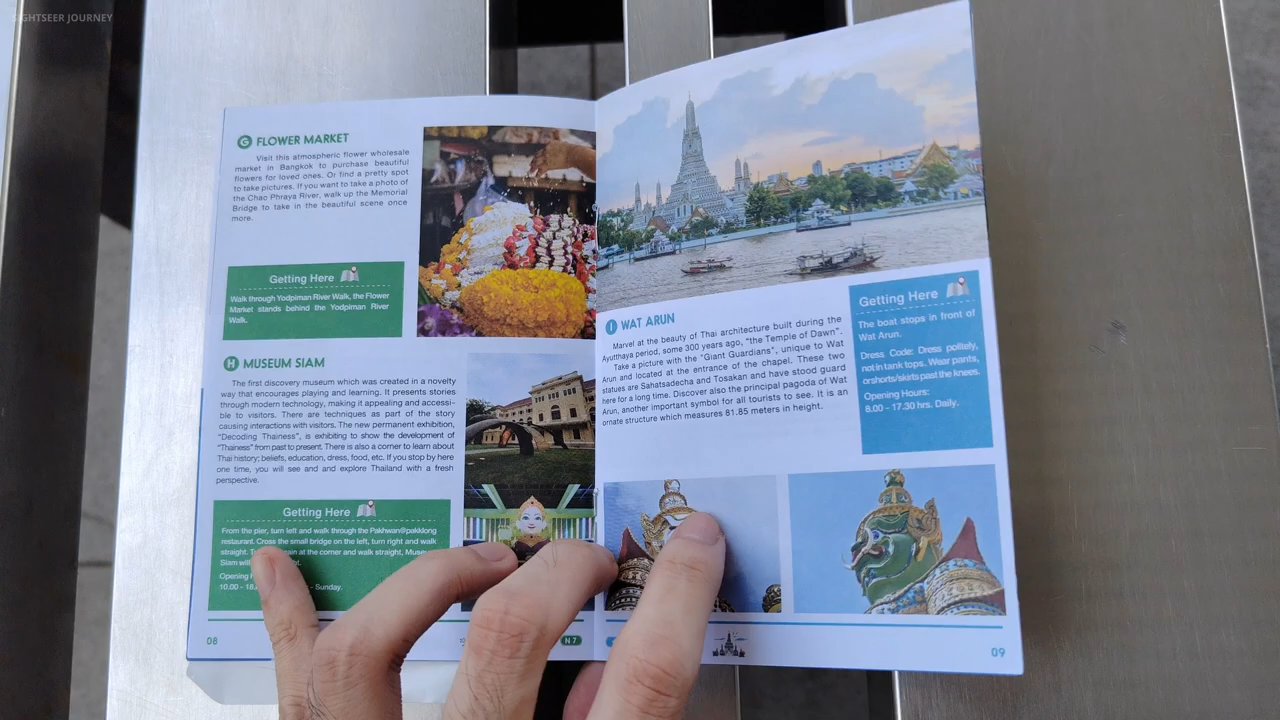 SIGHTSEER JOURNEY
G FLOWER MARKET
Visit this atmospheric flower wholesale
market in Bangkok to purchase beautiful
flowers for loved ones. Or find a pretty spot
to take pictures. If you want to take a photo of
the Chao Phraya River, walk up the Memorial
Bridge to take in the beautiful scene once
more.
Getting Here
Walk through Yodpiman River Walk, the Flower
Market stands behind the Yodpiman River
Walk.
H MUSEUM SIAM
The first discovery museum which was created in a novelty
way that encourages playing and learning. It presents stories
through modern technology, making it appealing and accessi-
ble to visitors. There are techniques as part of the story
causing interactions with visitors. The new permanent exhibition,
"Decoding Thainess", is exhibiting to show the development of
"Thainess" from past to present. There is also a corner to learn about
Thai history; beliefs, education, dress, food, etc. If you stop by here
one time, you will see and and explore Thailand with a fresh
perspective.
Getting Here
From the pier, turn left and walk through the Pakhwan@pakklong
restaurant. Cross the small bridge on the left, turn right and walk
straight. at the corner and walk straight,
Siam
Opening
10.00 - - Sunday.
08
N 7
I WAT ARUN
Marvel at the beauty of Thai architecture built during the
Ayutthaya period, some 300 years ago, "the Temple of Dawn".
Take a picture with the "Giant Guardians", unique to Wat
Arun and located at the entrance of the chapel. These two
statues are Sahatsadecha and Tosakan and have stood guard
here for a long time. Discover also the principal pagoda of Wat
Arun, another important symbol for all tourists to see. It is an
ornate structure which measures 81.85 meters in height.
Getting Here
The boat stops in front of
Wat Arun.
Dress Code: Dress politely,
not in tank tops. Wear pants,
or shorts/skirts past the knees.
Opening Hours:
8.00 - 17.30 hrs. Daily.
09